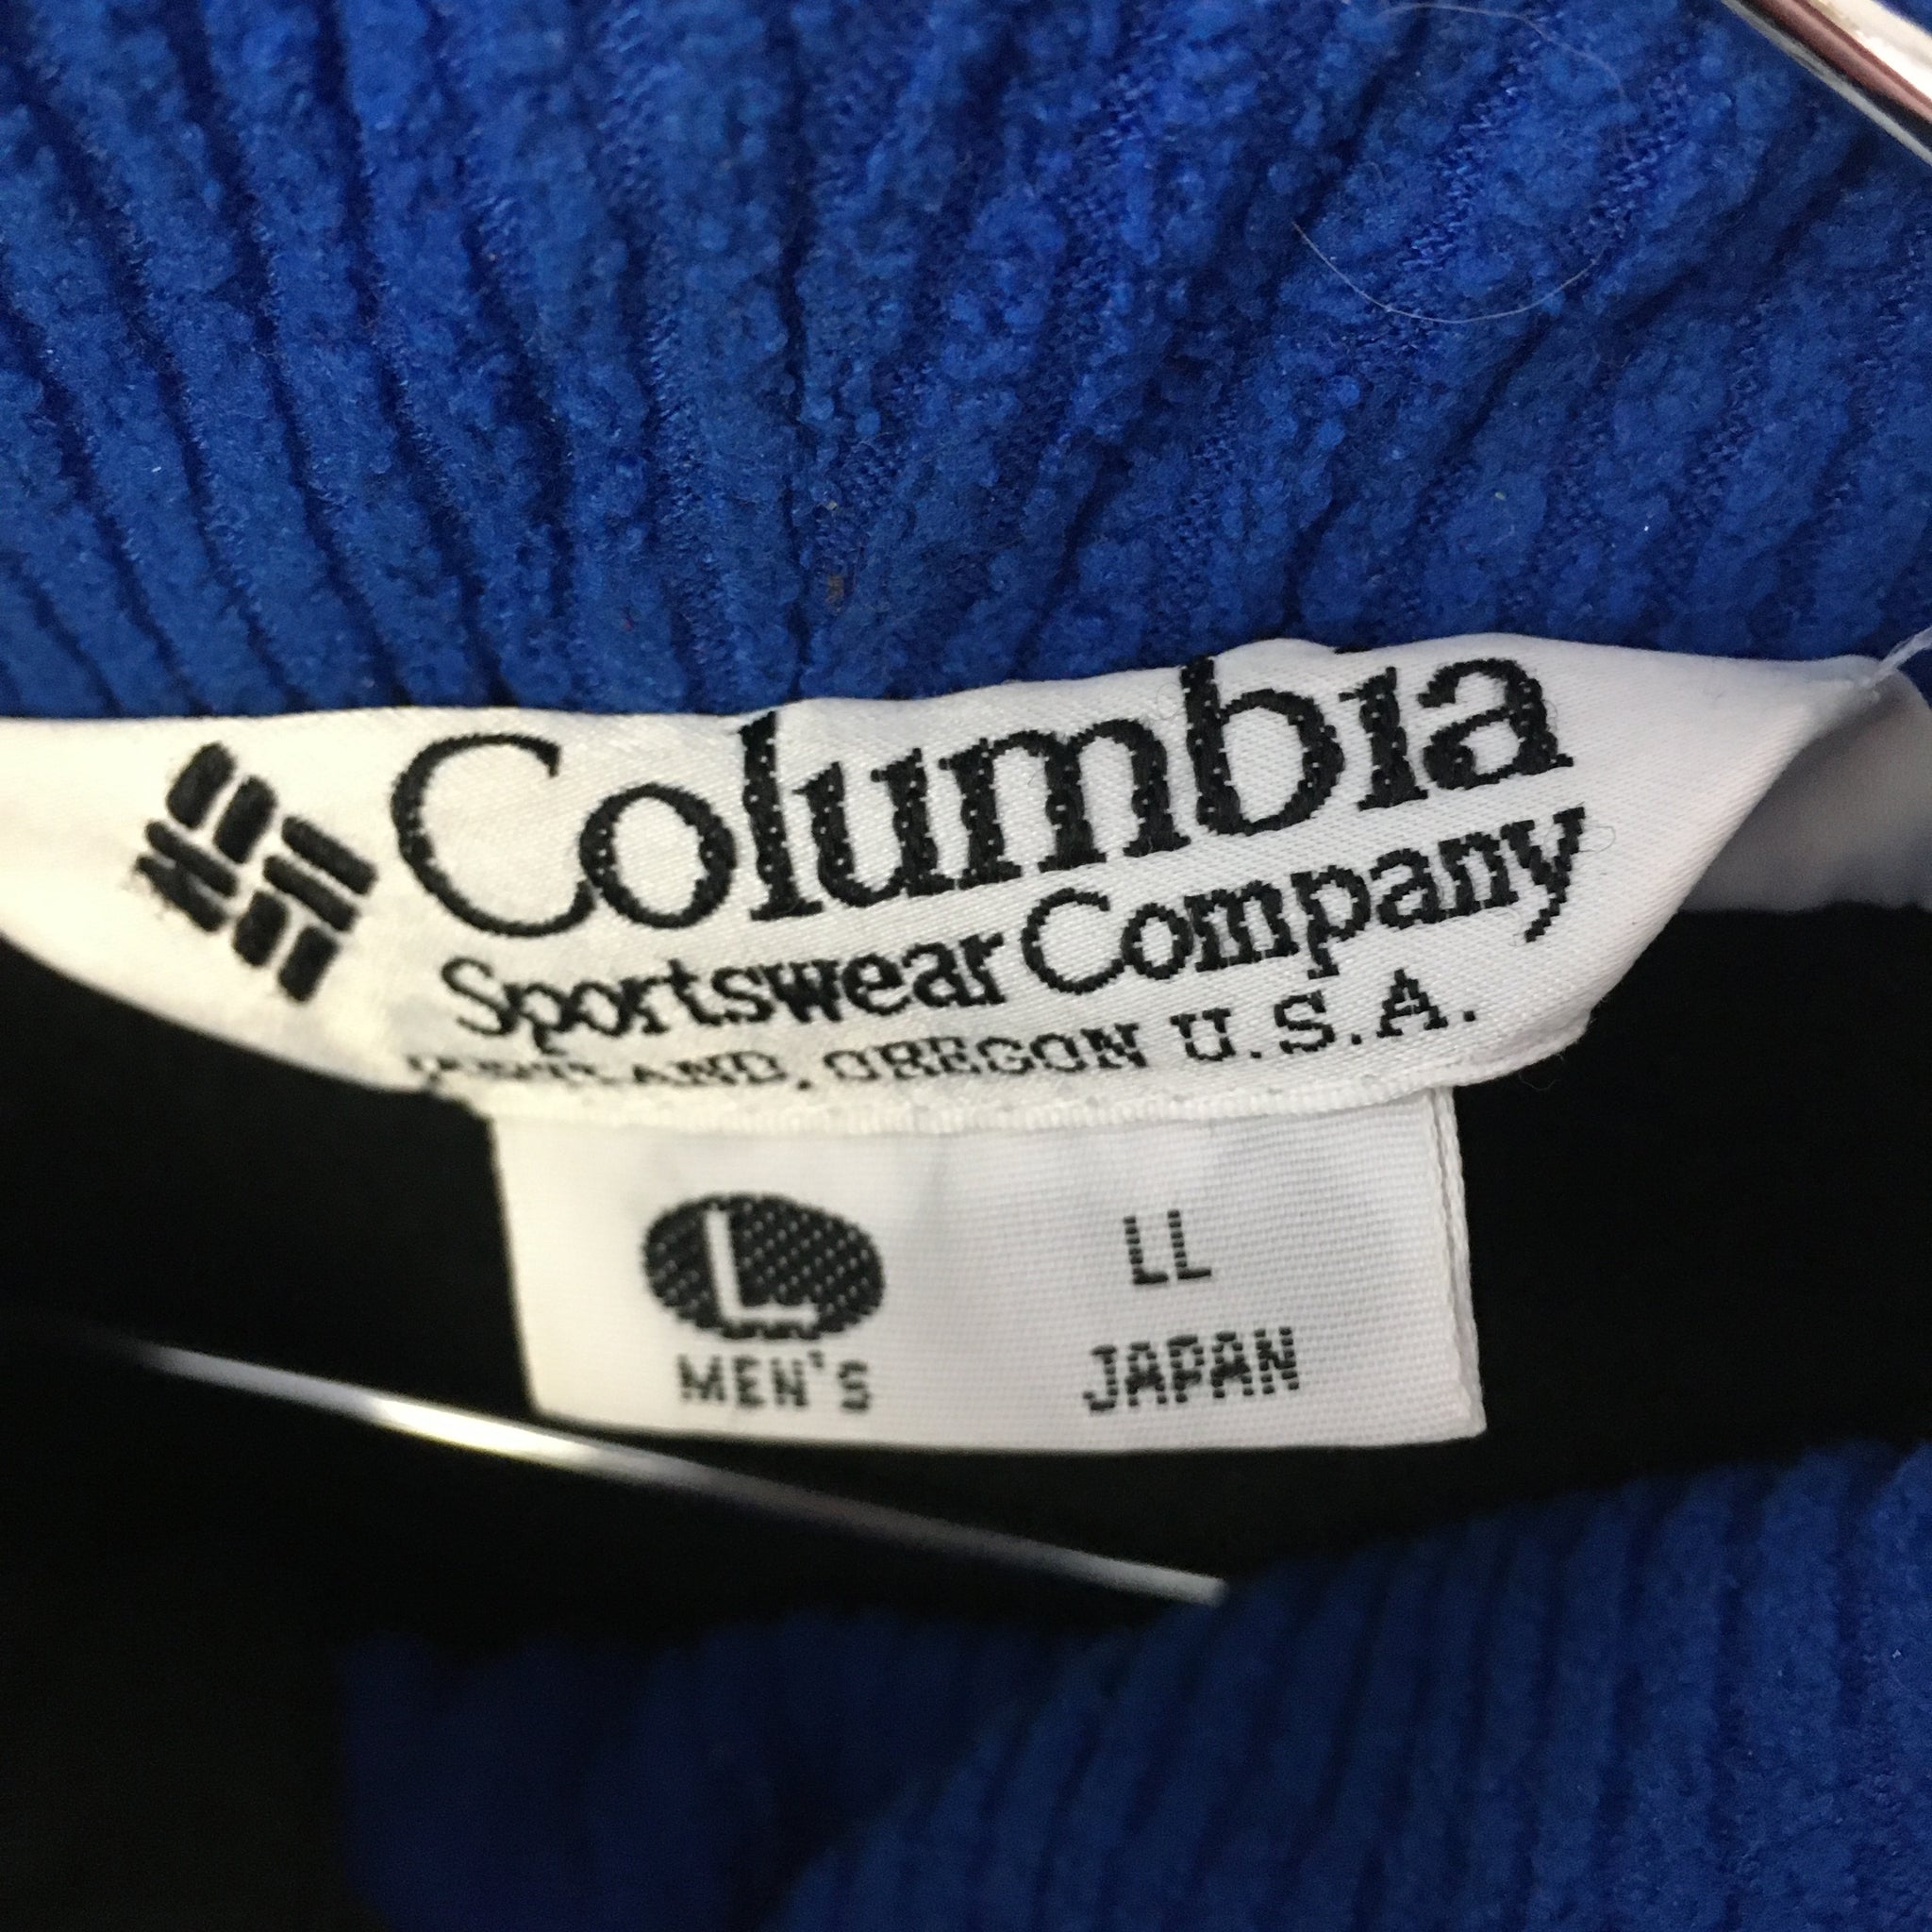 Columbia
Sportswear Company
PORTLAND, OREGON U.S.A.
L LL
MEN'S JAPAN